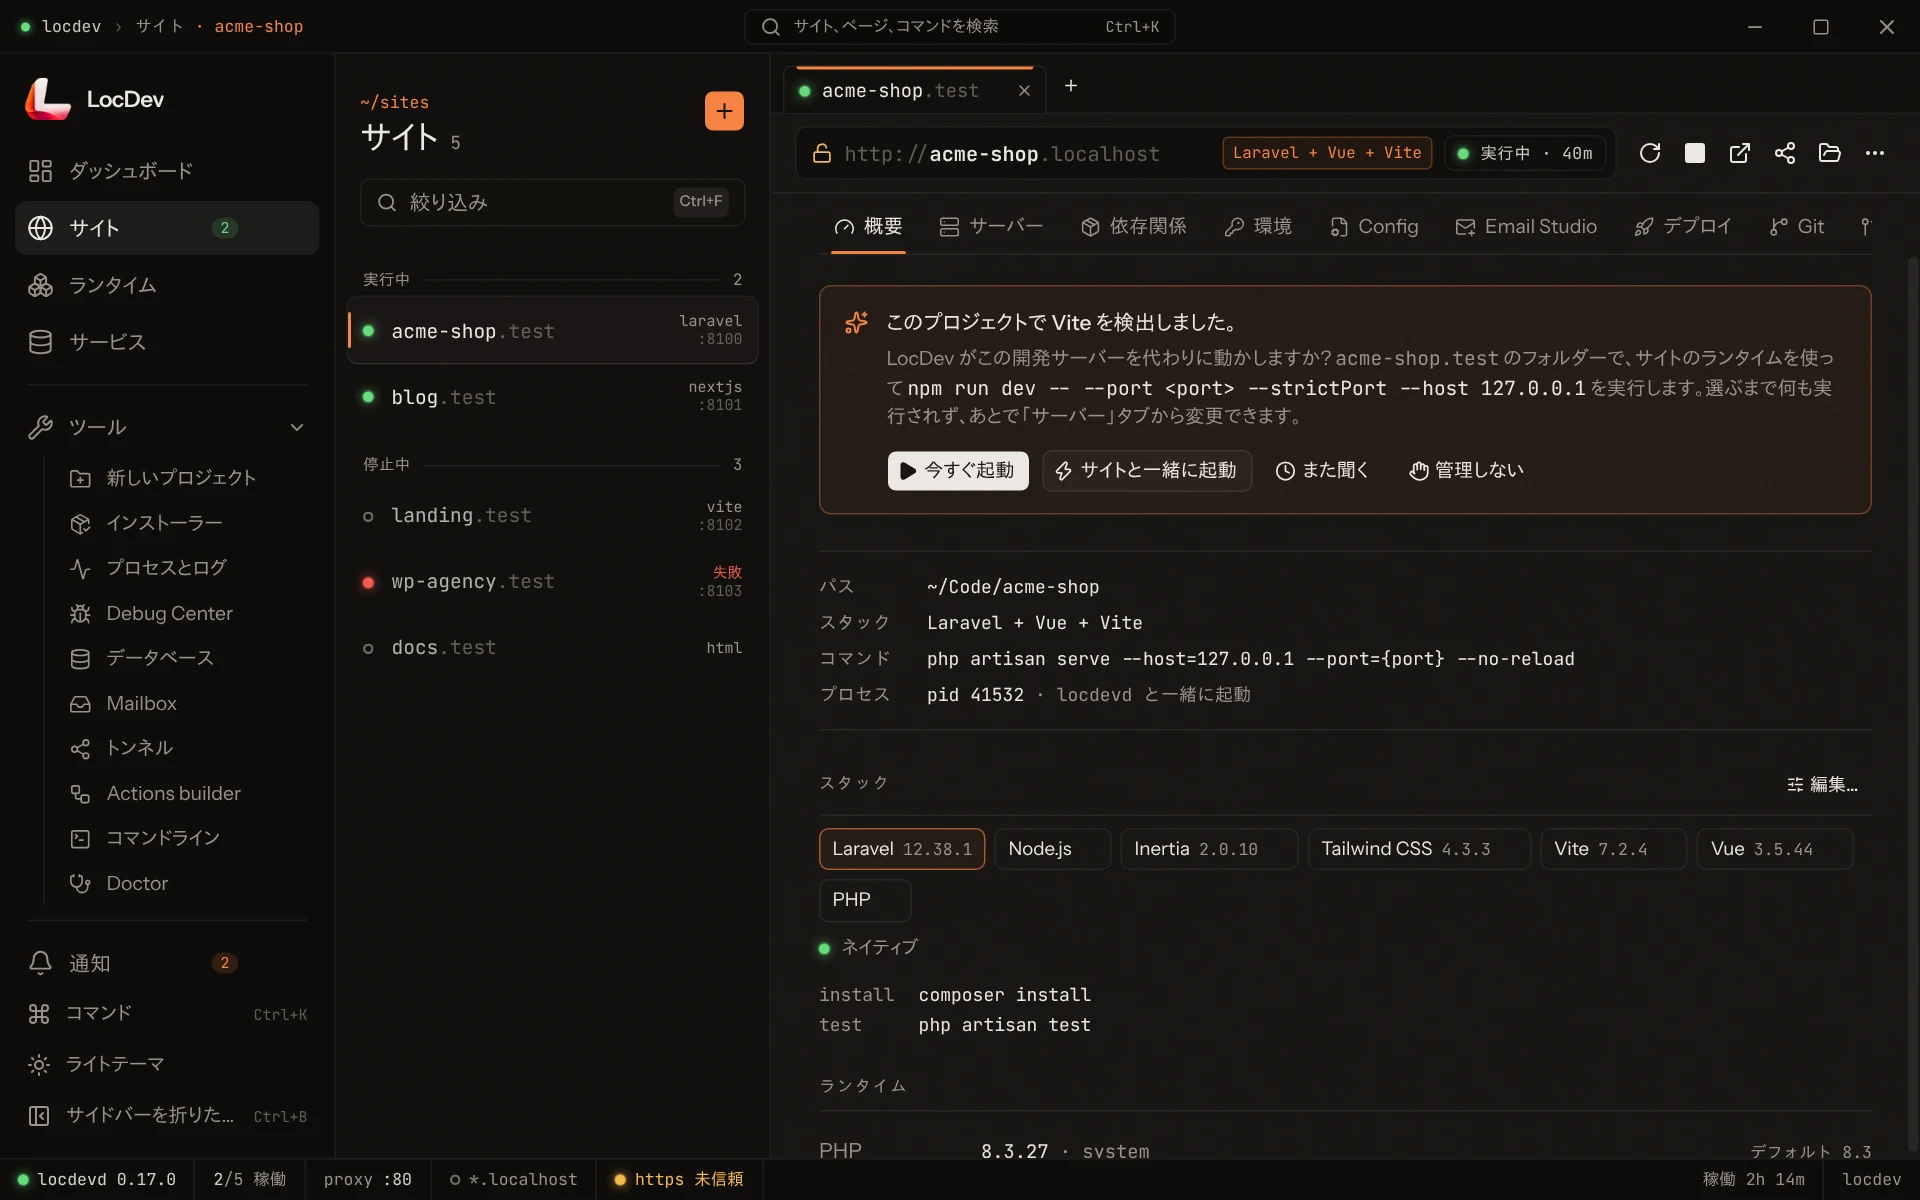 locdev › サイト · acme-shop
サイト、ページ、コマンドを検索 Ctrl+K
LocDev
ダッシュボード
サイト 2
ランタイム
サービス
ツール
新しいプロジェクト
インストーラー
プロセスとログ
Debug Center
データベース
Mailbox
トンネル
Actions builder
コマンドライン
Doctor
通知 2
コマンド Ctrl+K
ライトテーマ
サイドバーを折りた… Ctrl+B
~/sites
サイト 5
絞り込み Ctrl+F
実行中 2
acme-shop.test laravel :8100
blog.test nextjs :8101
停止中 3
landing.test vite :8102
wp-agency.test 失敗 :8103
docs.test html
acme-shop.test
http://acme-shop.localhost Laravel + Vue + Vite 実行中 · 40m
概要 サーバー 依存関係 環境 Config Email Studio デプロイ Git
このプロジェクトで Vite を検出しました。
LocDev がこの開発サーバーを代わりに動かしますか? acme-shop.test のフォルダーで、サイトのランタイムを使っ
て npm run dev -- --port <port> --strictPort --host 127.0.0.1 を実行します。選ぶまで何も実
行されず、あとで「サーバー」タブから変更できます。
今すぐ起動 サイトと一緒に起動 また聞く 管理しない
パス ~/Code/acme-shop
スタック Laravel + Vue + Vite
コマンド php artisan serve --host=127.0.0.1 --port={port} --no-reload
プロセス pid 41532 · locdevd と一緒に起動
スタック 編集…
Laravel 12.38.1 Node.js Inertia 2.0.10 Tailwind CSS 4.3.3 Vite 7.2.4 Vue 3.5.44
PHP
ネイティブ
install composer install
test php artisan test
ランタイム
PHP 8.3.27 · system デフォルト 8.3
locdevd 0.17.0 2/5 稼働 proxy :80 *.localhost https 未信頼 稼働 2h 14m locdev